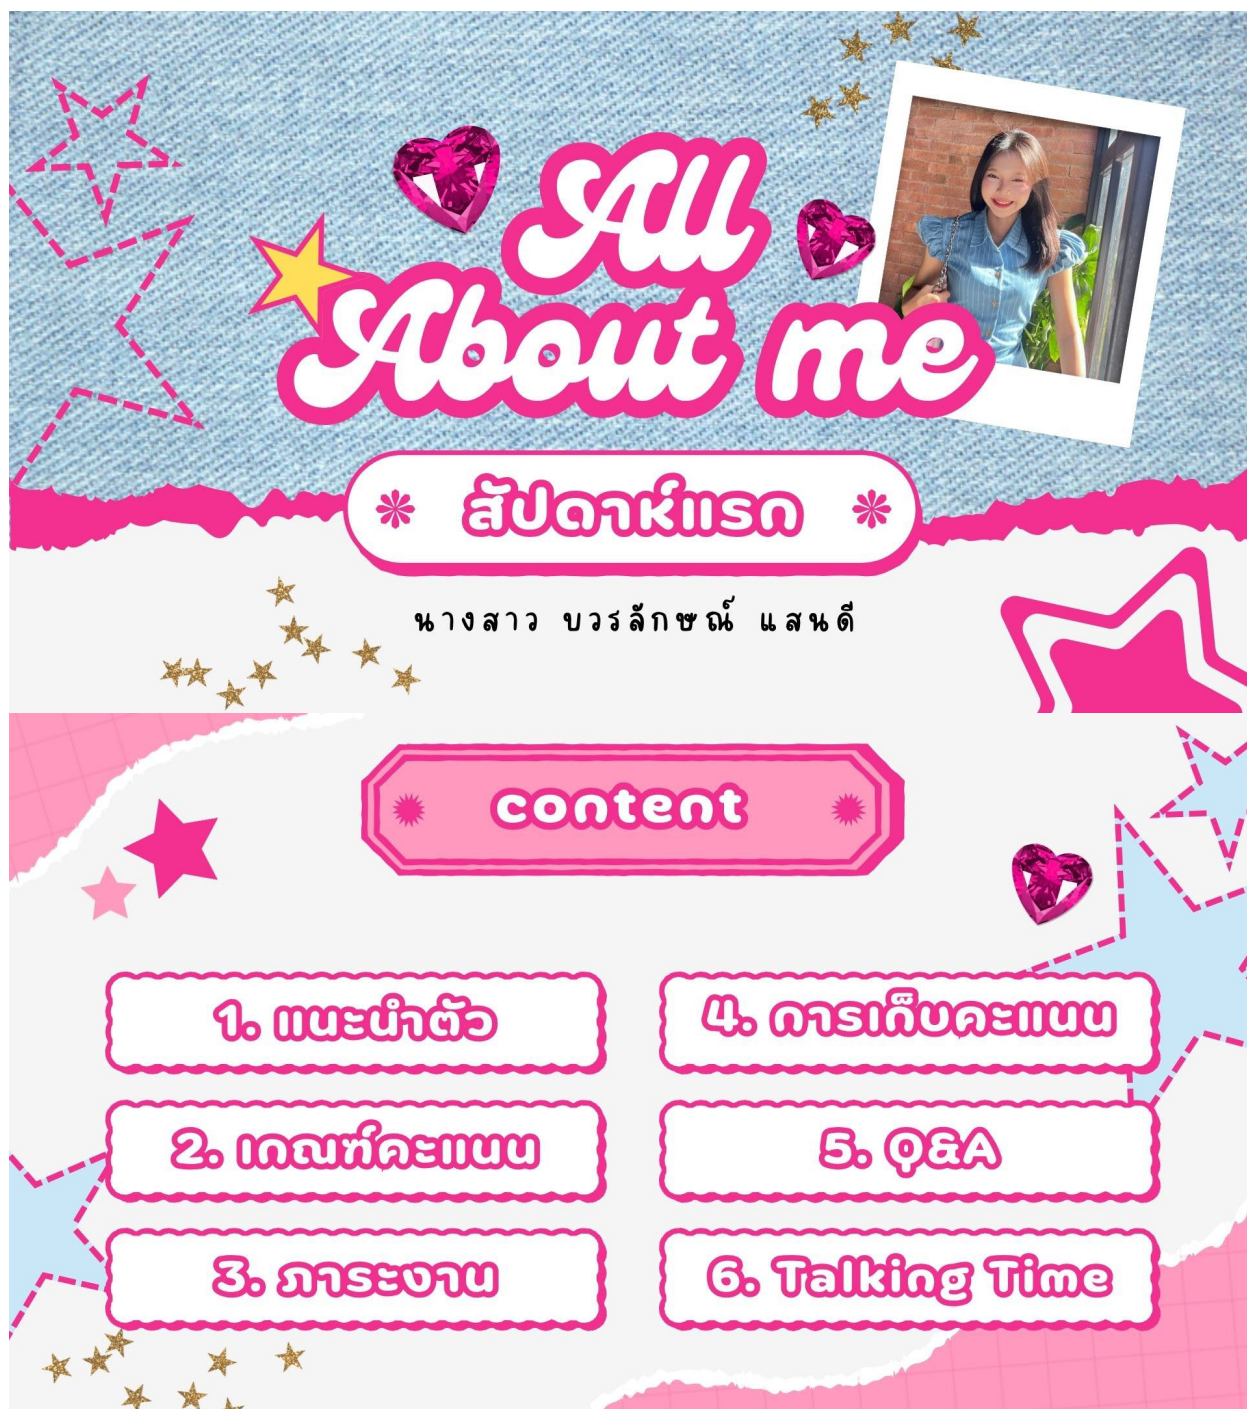 All
About me
สัปดาห์แรก
นางสาว บวรลักษณ์ แสนดี
content
1. แนะนำตัว
2. เกณฑ์คะแนน
3. ภาระงาน
4. การเก็บคะแนน
5. Q&A
6. Talking Time